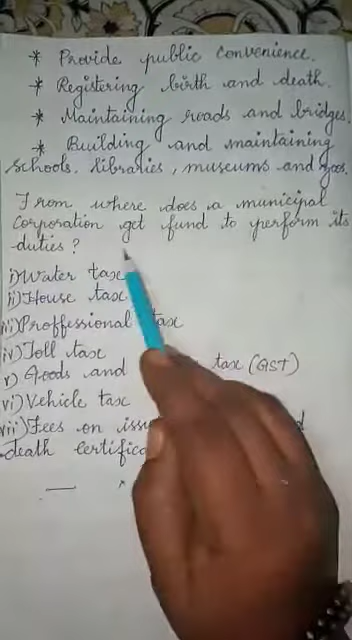 * Provide public convenience.
* Registering birth and death.
* Maintaining roads and bridges.
* Building and maintaining
schools, libraries, museums and zoos.
From where does a municipal
Corporation get fund to perform its
duties ?
i) Water tax
ii) House tax
iii) Proffessional tax
iv) Toll tax
v) Goods and tax (GST)
vi) Vehicle tax
vii) Fees on
death